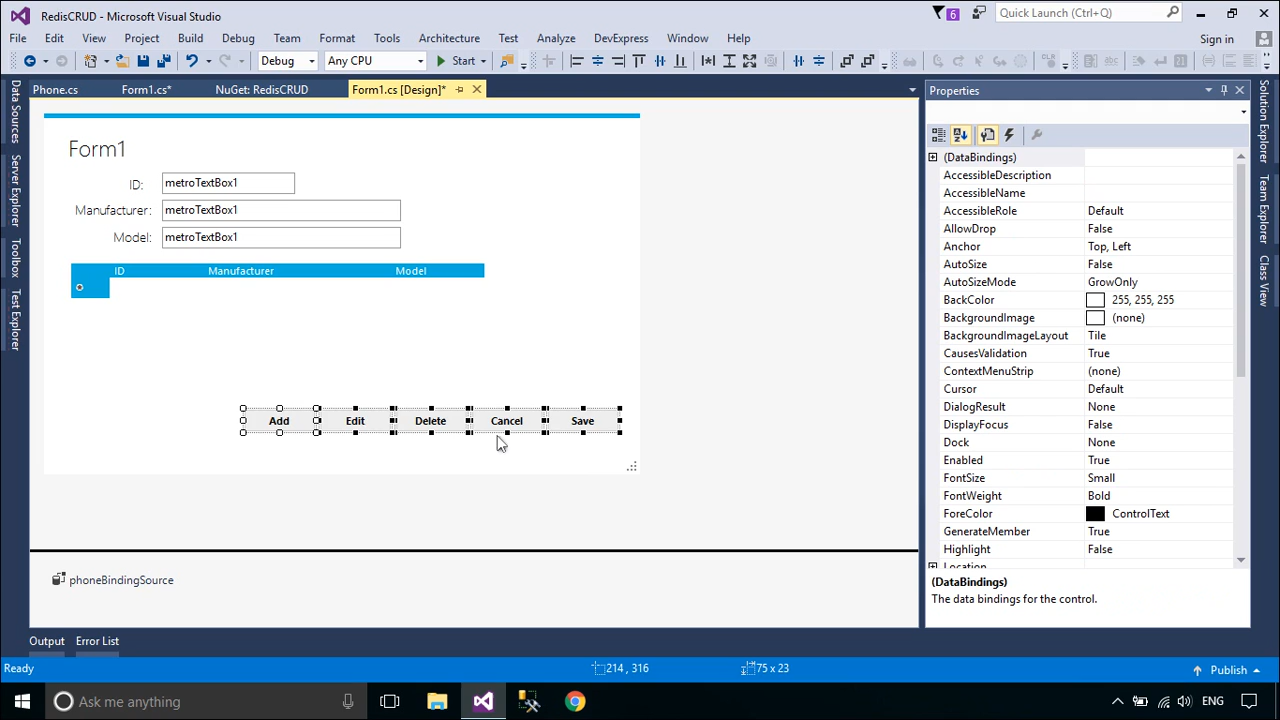 RedisCRUD - Microsoft Visual Studio
6
Quick Launch (Ctrl+Q)
File Edit View Project Build Debug Team Format Tools Architecture Test Analyze DevExpress Window Help
Sign in
Debug Any CPU Start
Phone.cs Form1.cs* NuGet: RedisCRUD Form1.cs [Design]*
Data Sources
Server Explorer
Toolbox
Test Explorer
Form1
ID: metroTextBox1
Manufacturer: metroTextBox1
Model: metroTextBox1
ID Manufacturer Model
Add Edit Delete Cancel Save
phoneBindingSource
Properties
(DataBindings)
AccessibleDescription
AccessibleName
AccessibleRole Default
AllowDrop False
Anchor Top, Left
AutoSize False
AutoSizeMode GrowOnly
BackColor 255, 255, 255
BackgroundImage (none)
BackgroundImageLayout Tile
CausesValidation True
ContextMenuStrip (none)
Cursor Default
DialogResult None
DisplayFocus False
Dock None
Enabled True
FontSize Small
FontWeight Bold
ForeColor ControlText
GenerateMember True
Highlight False
Location
(DataBindings)
The data bindings for the control.
Solution Explorer
Team Explorer
Class View
Output Error List
Ready 214 , 316 75 x 23 Publish
Ask me anything
ENG